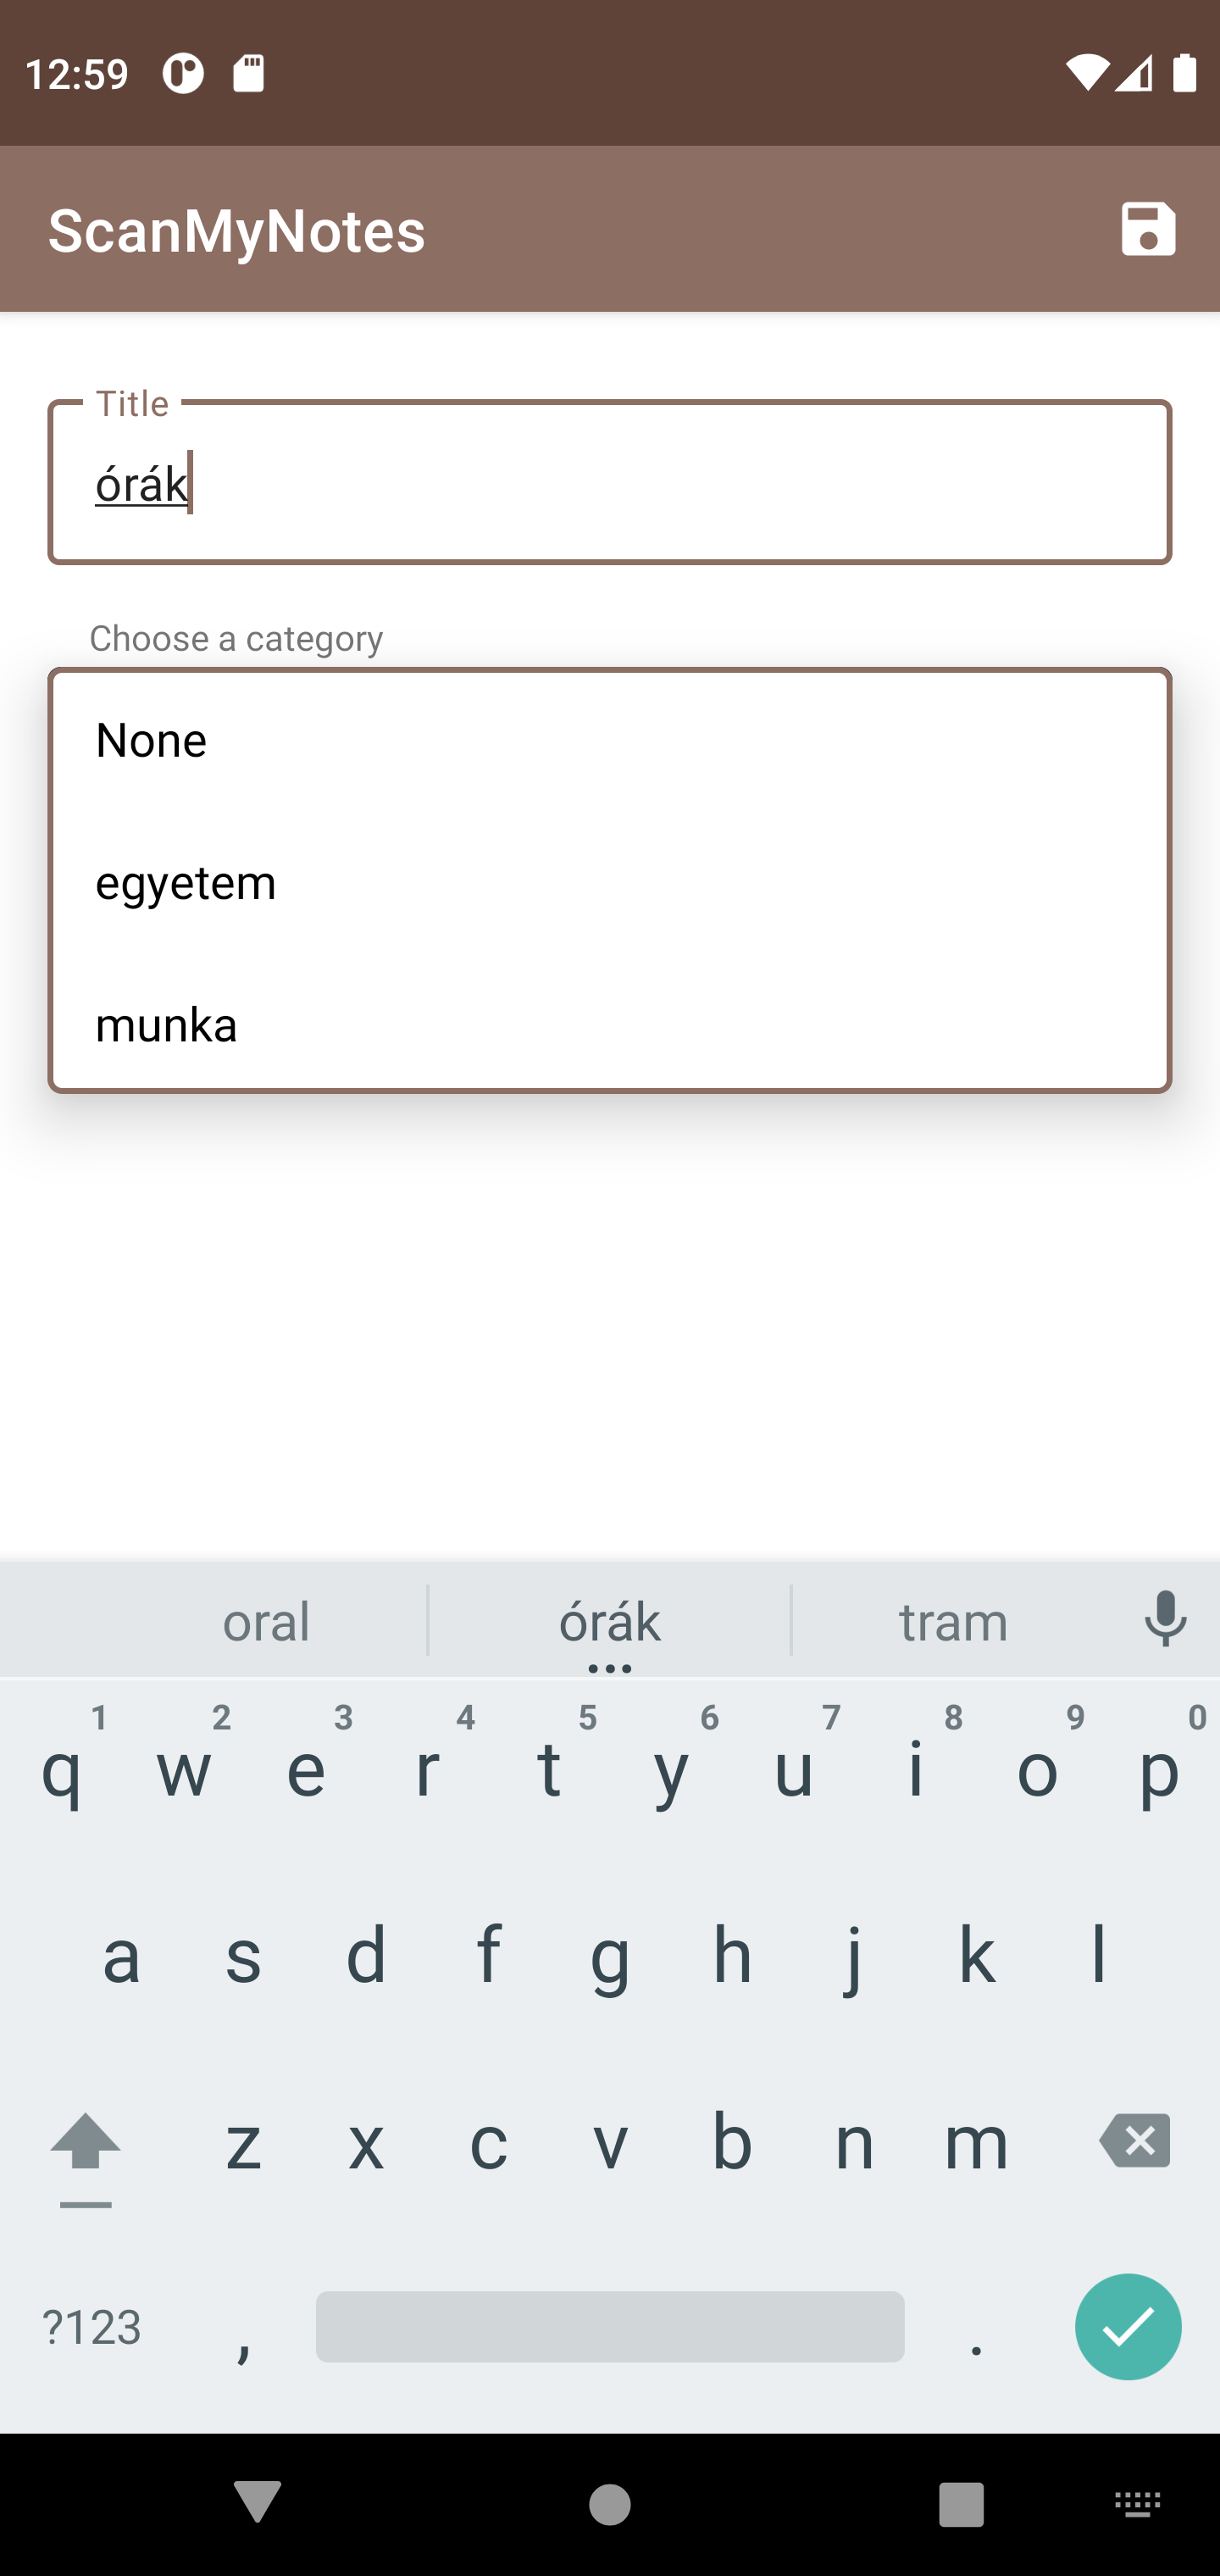 12:59
ScanMyNotes
Title
órák
Choose a category
None
egyetem
munka
oral órák tram
1 2 3 4 5 6 7 8 9 0
q w e r t y u i o p
a s d f g h j k l
z x c v b n m
?123 , .